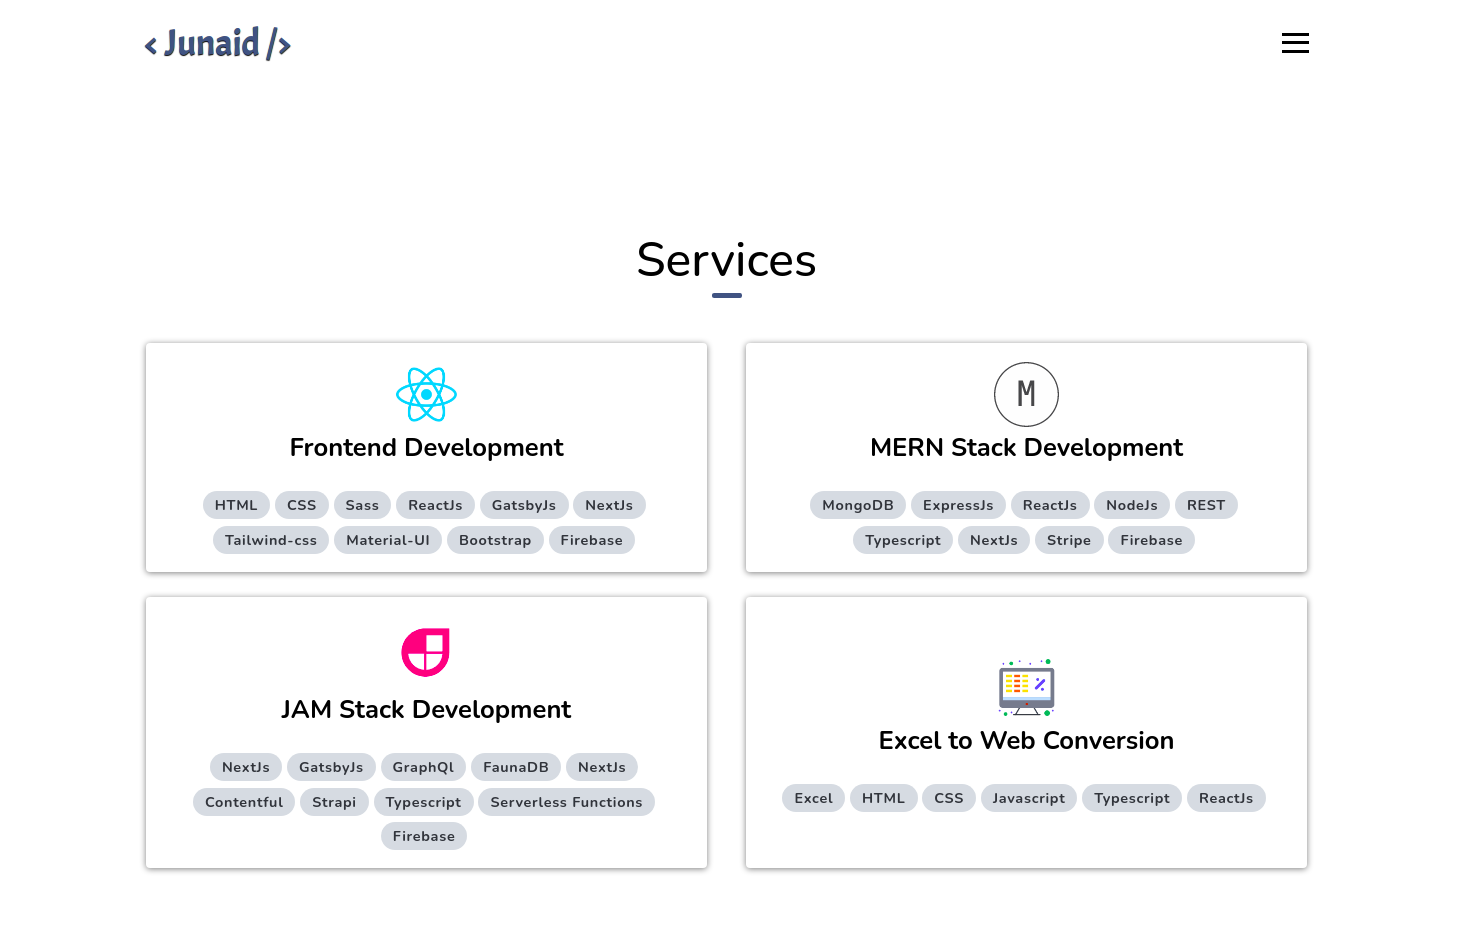 < Junaid />
Services
Frontend Development
HTML CSS Sass ReactJs GatsbyJs NextJs
Tailwind-css Material-UI Bootstrap Firebase
M
MERN Stack Development
MongoDB ExpressJs ReactJs NodeJs REST
Typescript NextJs Stripe Firebase
JAM Stack Development
NextJs GatsbyJs GraphQl FaunaDB NextJs
Contentful Strapi Typescript Serverless Functions
Firebase
Excel to Web Conversion
Excel HTML CSS Javascript Typescript ReactJs